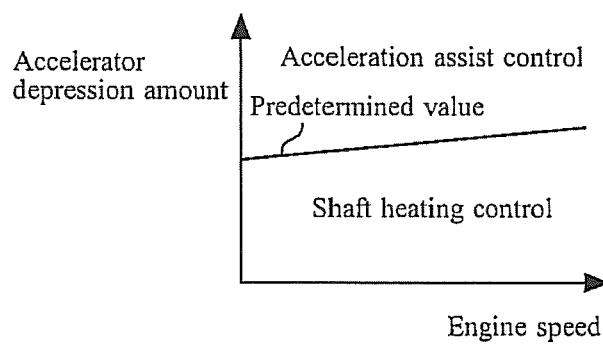 Accelerator
depression amount
Acceleration assist control
Predetermined value
Shaft heating control
Engine speed